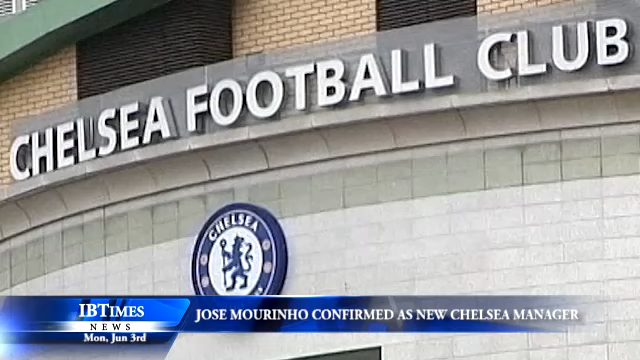 CHELSEA FOOTBALL CLUB
CHELSEA
IBTIMES
NEWS
Mon, Jun 3rd
JOSE MOURINHO CONFIRMED AS NEW CHELSEA MANAGER